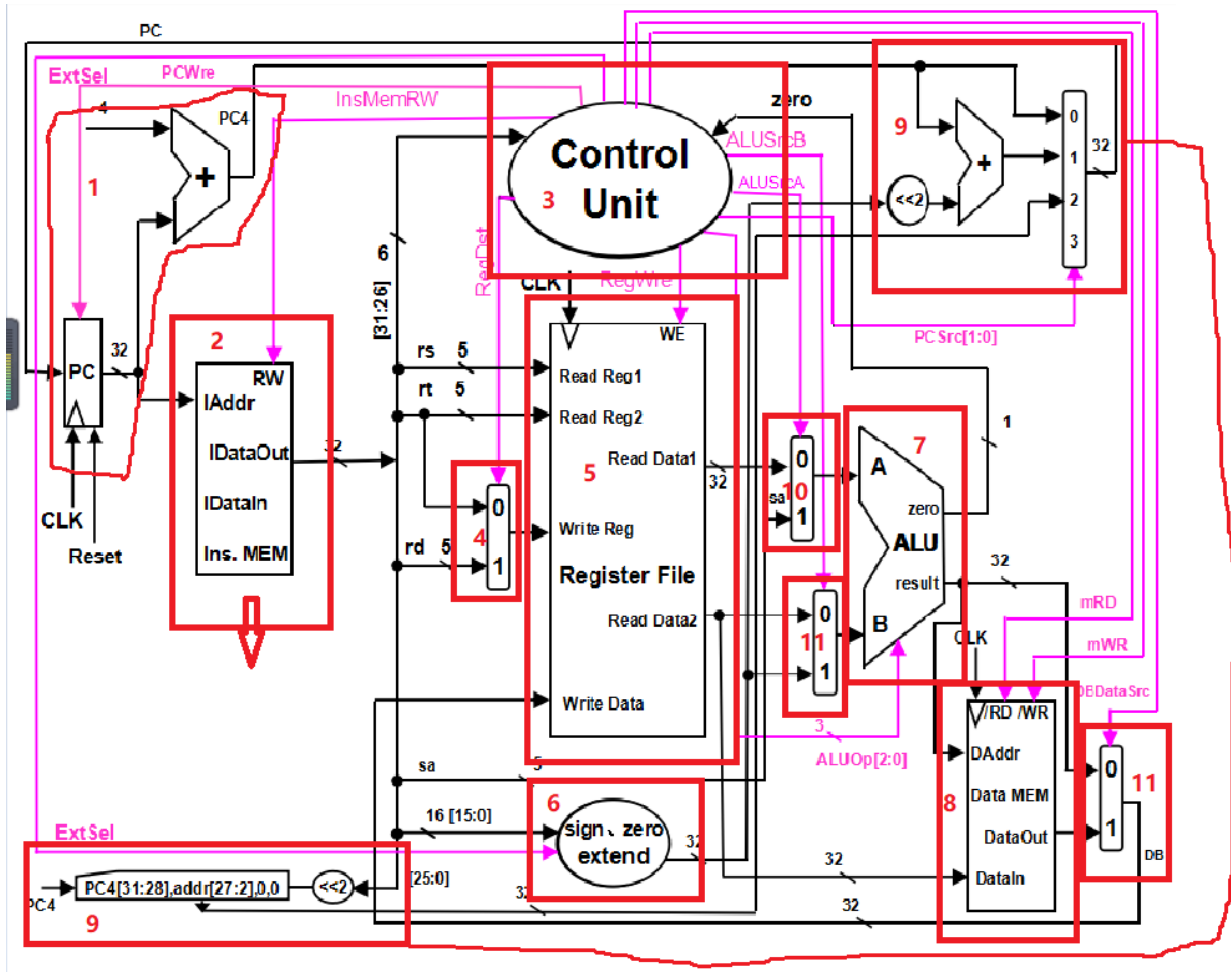 PC
ExtSel
PCWre
4
PC4
InsMemRW
zero
0
9
32
ALUSrcB
1
+
Control
Unit
3
ALUSrcA
<<2
+
1
2
3
6
[31:26]
RegDst
CLK
RegWre
PCSrc[1:0]
2
WE
PC
32
RW
rs 5
Read Reg1
IAddr
rt 5
Read Reg2
1
IDataOut
32
Read Data1
32
0
10
sa
1
A
7
zero
5
IDataIn
CLK
Reset
Ins. MEM
0
4
1
Write Reg
rd 5
Register File
ALU
result
32
Read Data2
0
11
1
B
CLK
mRD
mWR
DBDataSrc
Write Data
/RD /WR
3
ALUOp[2:0]
DAddr
0
11
1
sa
5
8
Data MEM
6
16 [15:0]
sign、zero
extend
32
DataOut
DB
ExtSel
[25:0]
32
DataIn
PC4[31:28],addr[27:2],0,0
<<2
PC4
32
32
9